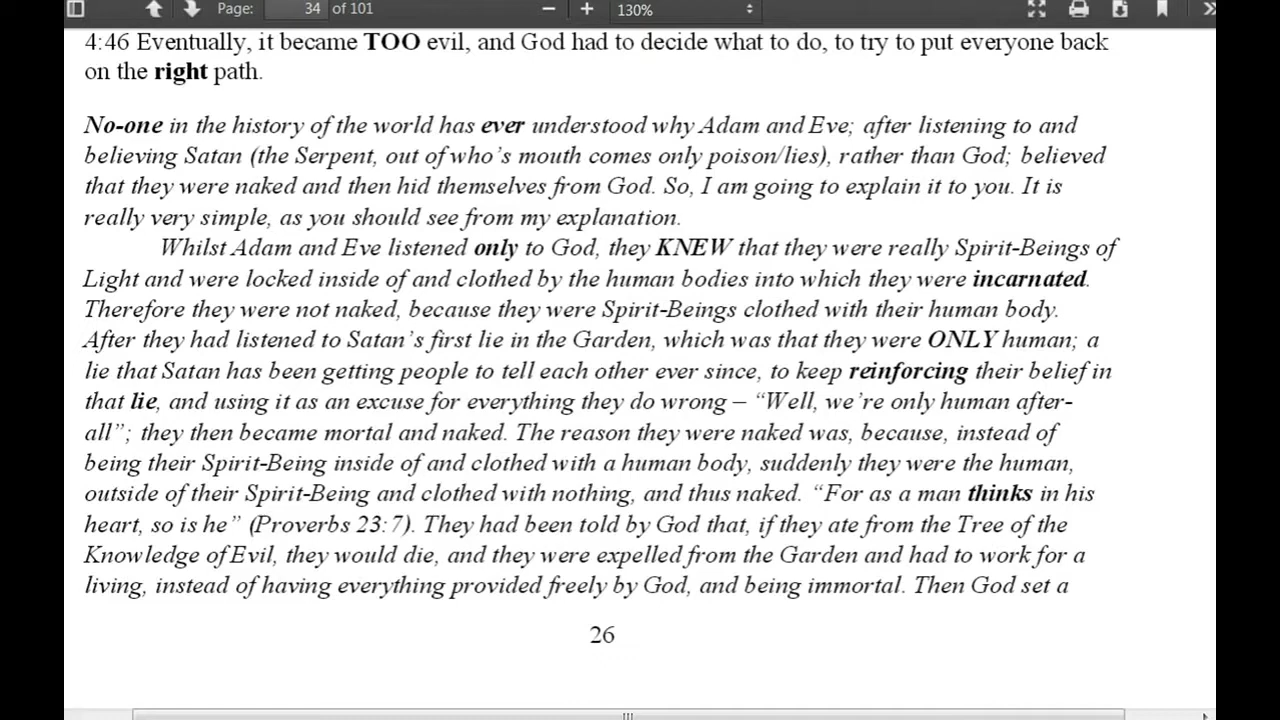 Page: 34 of 101 130%
4:46 Eventually, it became TOO evil, and God had to decide what to do, to try to put everyone back
on the right path.
No-one in the history of the world has ever understood why Adam and Eve; after listening to and
believing Satan (the Serpent, out of who's mouth comes only poison/lies), rather than God; believed
that they were naked and then hid themselves from God. So, I am going to explain it to you. It is
really very simple, as you should see from my explanation.
Whilst Adam and Eve listened only to God, they KNEW that they were really Spirit-Beings of
Light and were locked inside of and clothed by the human bodies into which they were incarnated.
Therefore they were not naked, because they were Spirit-Beings clothed with their human body.
After they had listened to Satan's first lie in the Garden, which was that they were ONLY human; a
lie that Satan has been getting people to tell each other ever since, to keep reinforcing their belief in
that lie, and using it as an excuse for everything they do wrong – “Well, we're only human after-
all”; they then became mortal and naked. The reason they were naked was, because, instead of
being their Spirit-Being inside of and clothed with a human body, suddenly they were the human,
outside of their Spirit-Being and clothed with nothing, and thus naked. “For as a man thinks in his
heart, so is he” (Proverbs 23:7). They had been told by God that, if they ate from the Tree of the
Knowledge of Evil, they would die, and they were expelled from the Garden and had to work for a
living, instead of having everything provided freely by God, and being immortal. Then God set a
26